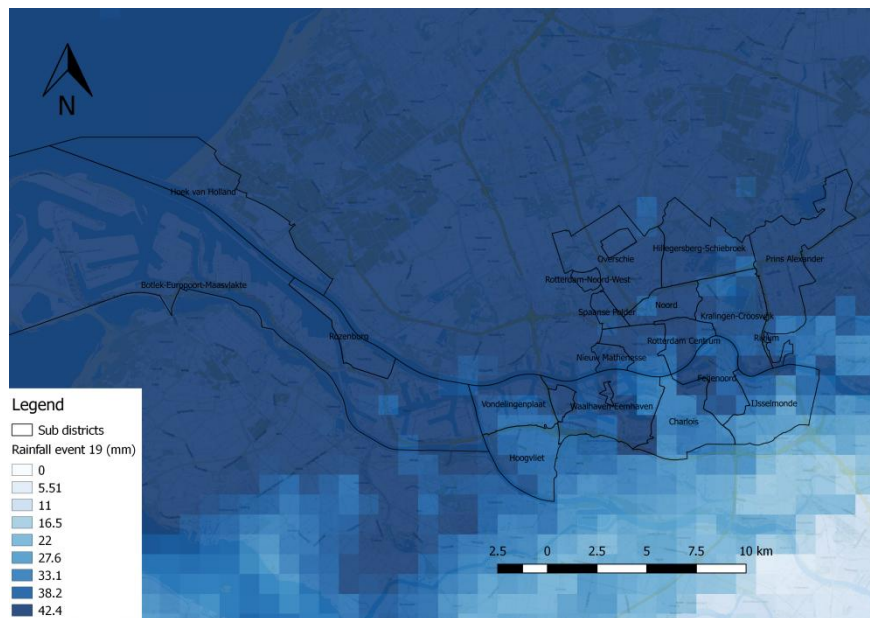 N
Hoek van Holland
Botlek-Europoort-Maasvlakte
Rozenburg
Hillegersberg-Schiebroek
Overschie
Prins Alexander
Rotterdam-Noord-West
Spaanse Polder
Noord
Kralingen-Crooswijk
Rotterdam Centrum
Nieuw Mathenesse
Feijenoord
Vondelingenplaat
Waalhaven-Eemhaven
IJsselmonde
Charlois
Hoogvliet
Legend
Sub districts
Rainfall event 19 (mm)
0
5.51
11
16.5
22
27.6
33.1
38.2
42.4
2.5 0 2.5 5 7.5 10 km